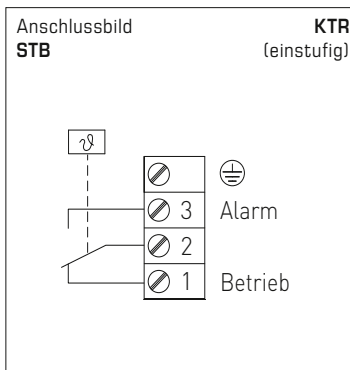 Anschlussbild KTR
STB (einstufig)
ϑ
3 Alarm
2
1 Betrieb